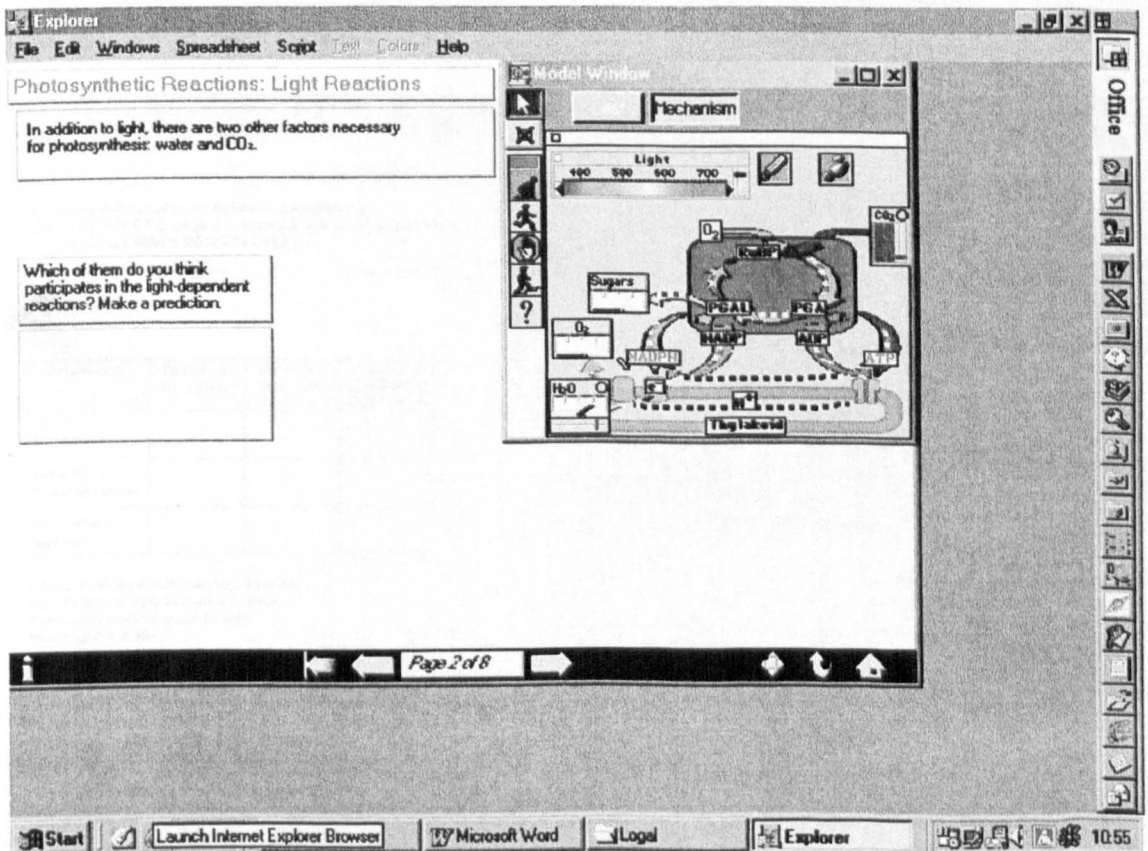 Explorer
File Edit Windows Spreadsheet Script Text Colors Help
Photosynthetic Reactions: Light Reactions
In addition to light, there are two other factors necessary
for photosynthesis: water and CO₂.
Which of them do you think
participates in the light-dependent
reactions? Make a prediction.
Model Window
Mechanism
Light
400 500 600 700
CO₂
O₂
RuBP
Sugars
PGAL PGA
O₂
NADP ADP
NADPH ATP
H₂O
e⁻
H⁺
Thylakoid
Page 2 of 8
Office
Start
Launch Internet Explorer Browser
Microsoft Word
Logal
Explorer
10:55